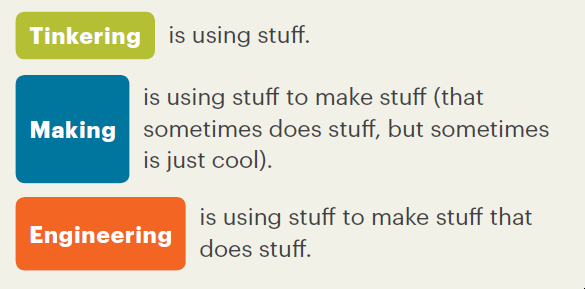 Tinkering is using stuff.
is using stuff to make stuff (that
Making sometimes does stuff, but sometimes
is just cool).
Engineering is using stuff to make stuff that
does stuff.